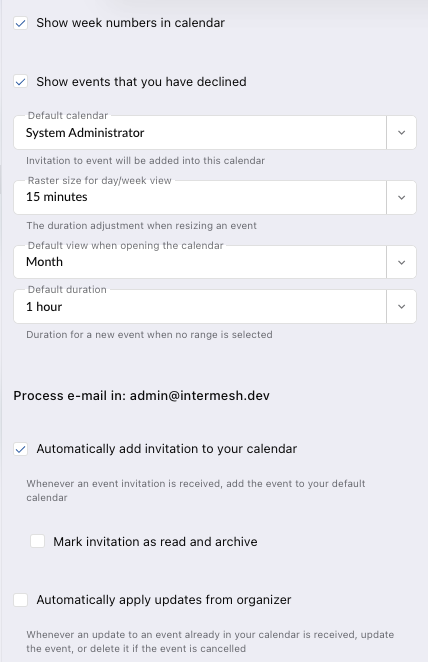 Show week numbers in calendar
Show events that you have declined
Default calendar
System Administrator
Invitation to event will be added into this calendar
Raster size for day/week view
15 minutes
The duration adjustment when resizing an event
Default view when opening the calendar
Month
Default duration
1 hour
Duration for a new event when no range is selected
Process e-mail in: admin@intermesh.dev
Automatically add invitation to your calendar
Whenever an event invitation is received, add the event to your default
calendar
Mark invitation as read and archive
Automatically apply updates from organizer
Whenever an update to an event already in your calendar is received, update
the event, or delete it if the event is cancelled